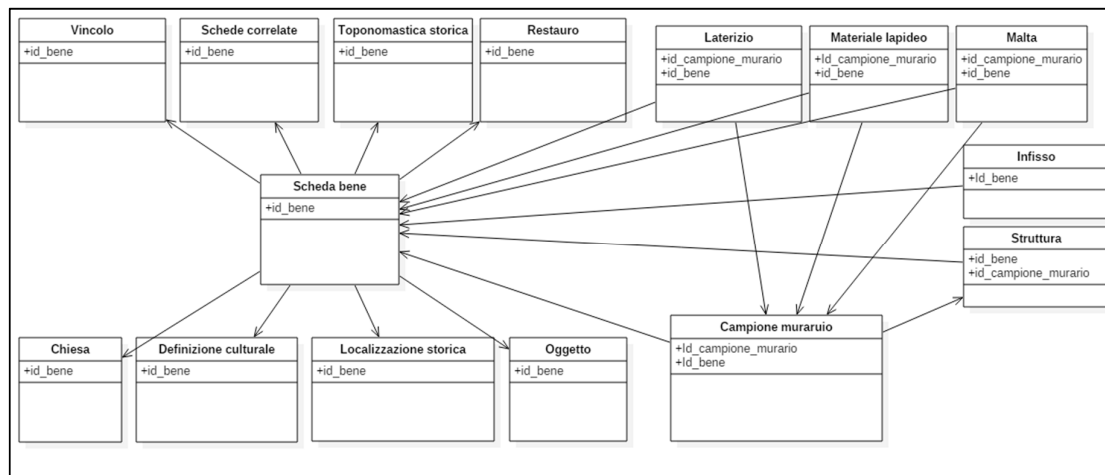 Vincolo
+id_bene
Schede correlate
+id_bene
Toponomastica storica
+id_bene
Restauro
+id_bene
Laterizio
+id_campione_murario
+id_bene
Materiale lapideo
+Id_campione_murario
+id_bene
Malta
+id_campione_murario
+id_bene
Infisso
+Id_bene
Scheda bene
+id_bene
Struttura
+id_bene
+id_campione_murario
Chiesa
+id_bene
Definizione culturale
+id_bene
Localizzazione storica
+id_bene
Oggetto
+id_bene
Campione muraruio
+Id_campione_murario
+Id_bene